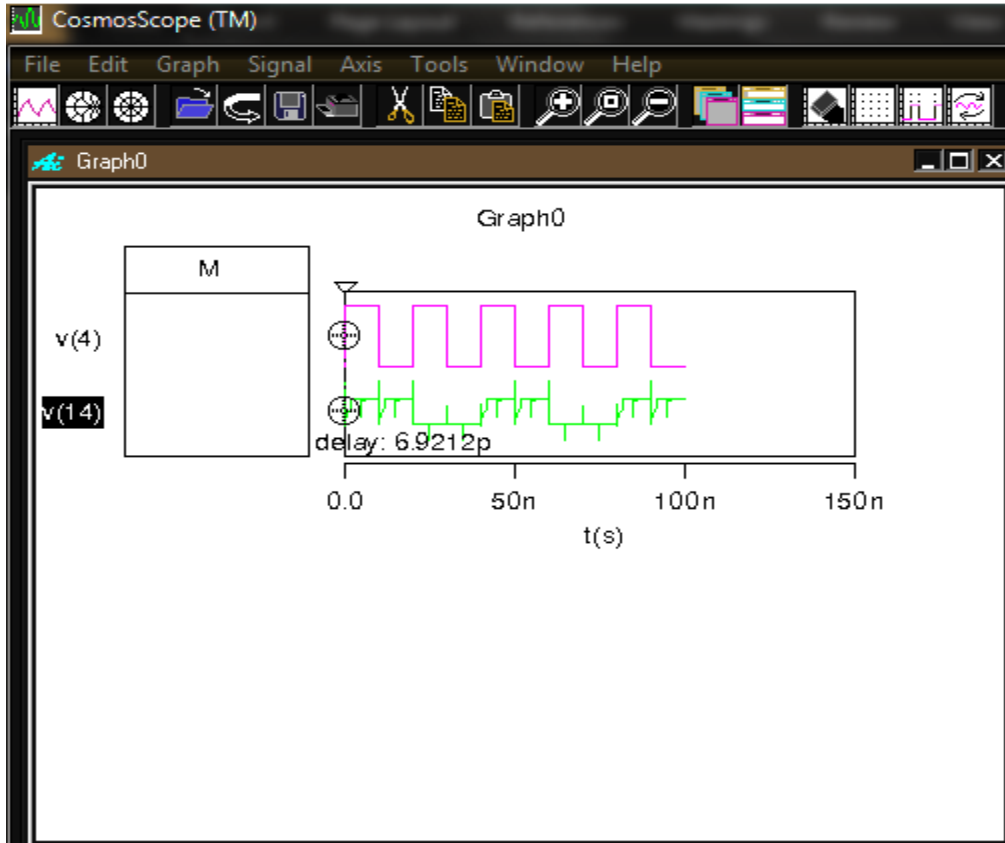 CosmosScope (TM)
File Edit Graph Signal Axis Tools Window Help
Graph0
Graph0
M
v(4)
v(14)
delay: 6.9212p
0.0 50n 100n 150n
t(s)